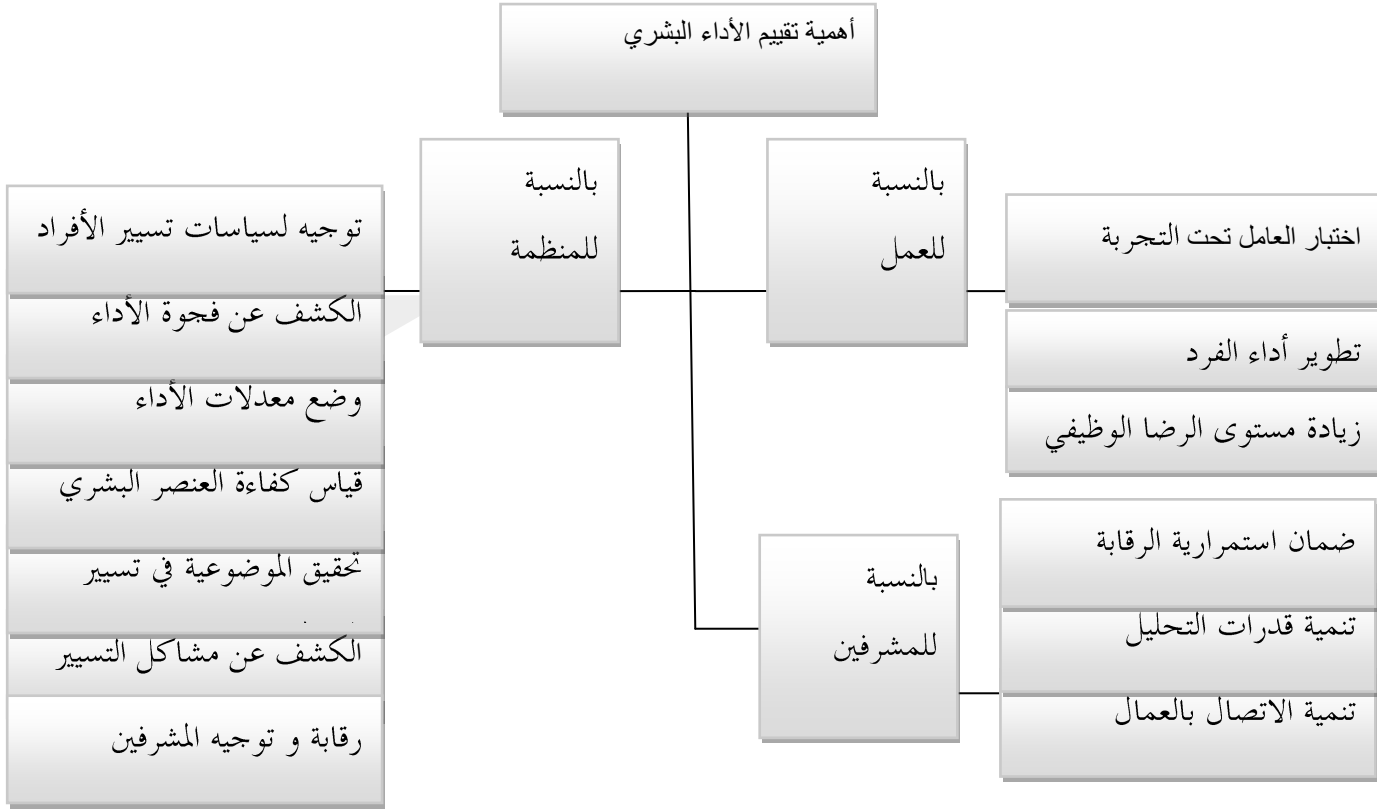 أهمية تقييم الأداء البشري
بالنسبة
للعمل
اختبار العامل تحت التجربة
تطوير أداء الفرد
زيادة مستوى الرضا الوظيفي
بالنسبة
للمنظمة
توجيه لسياسات تسيير الأفراد
الكشف عن فجوة الأداء
وضع معدلات الأداء
قياس كفاءة العنصر البشري
تحقيق الموضوعية في تسيير
الكشف عن مشاكل التسيير
رقابة و توجيه المشرفين
بالنسبة
للمشرفين
ضمان استمرارية الرقابة
تنمية قدرات التحليل
تنمية الاتصال بالعمال